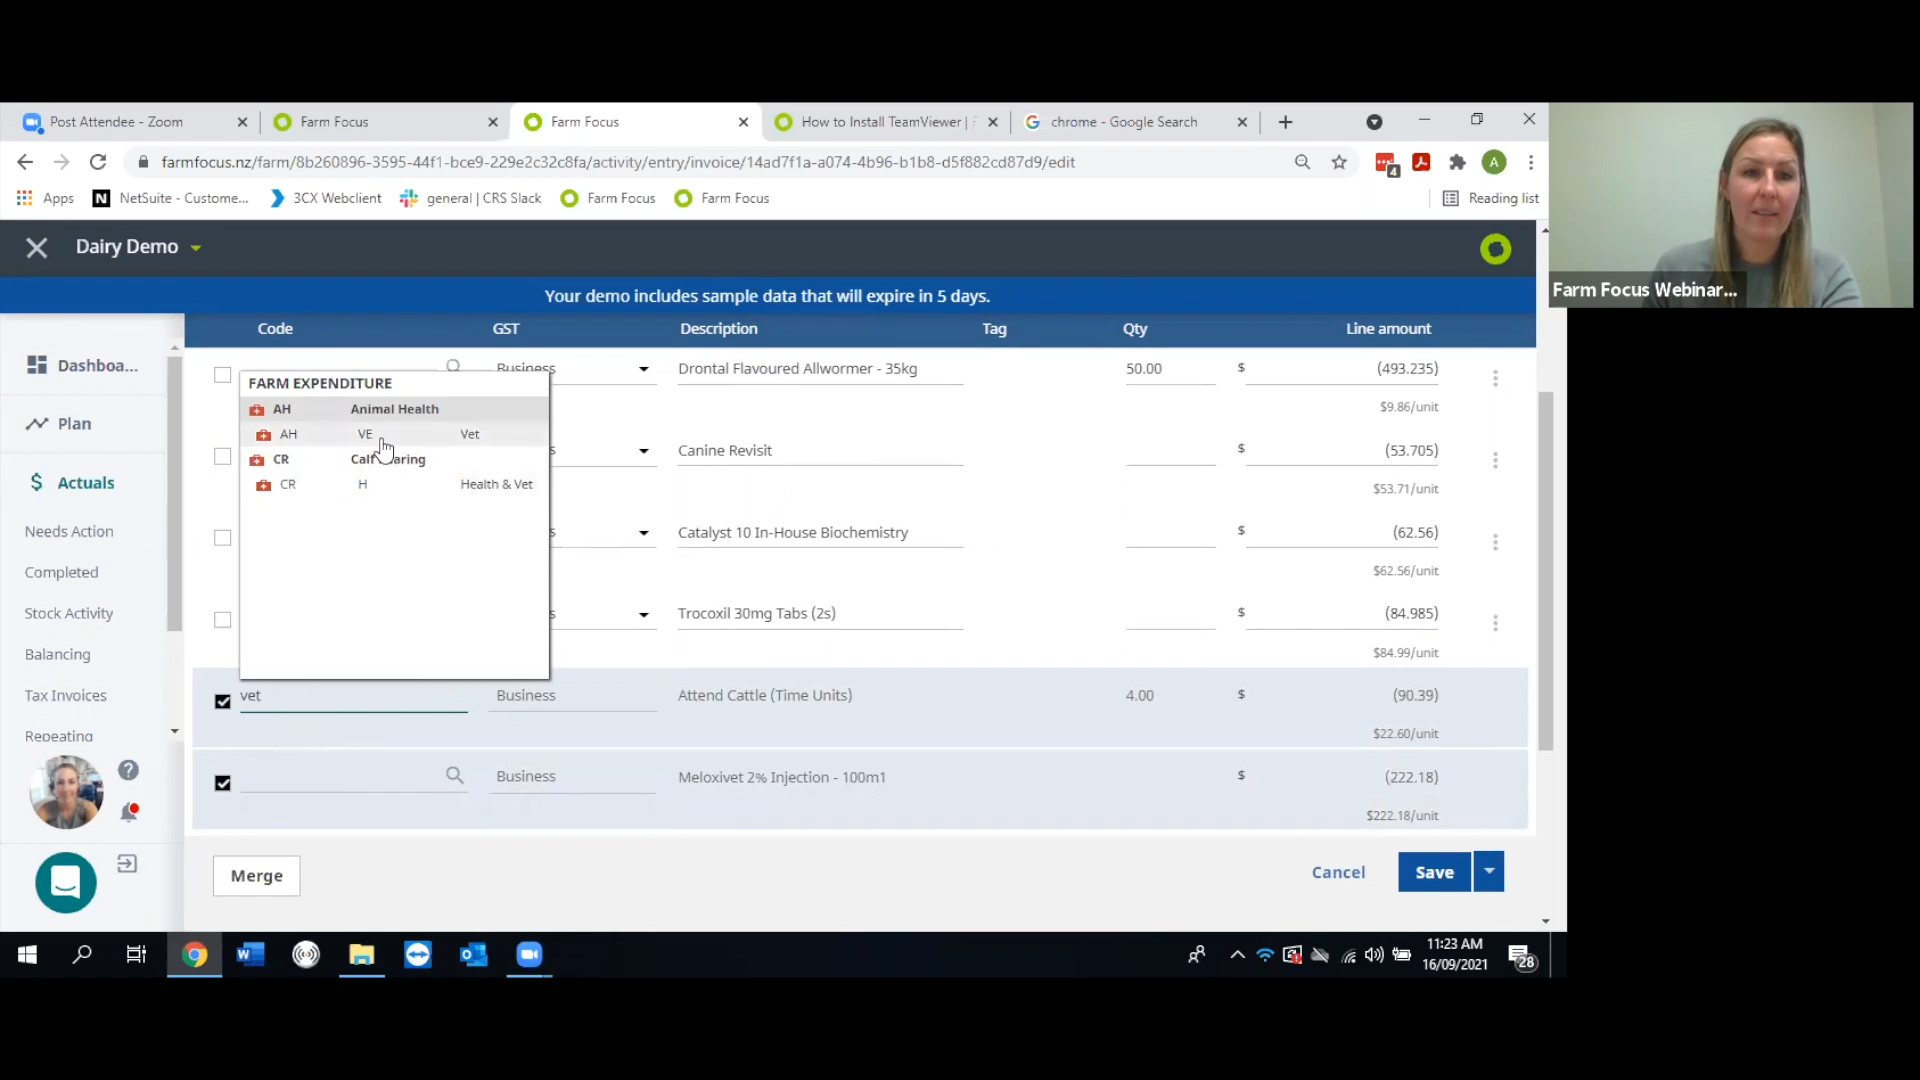 Post Attendee - Zoom
Farm Focus
Farm Focus
How to Install TeamViewer |
chrome - Google Search
farmfocus.nz/farm/8b260896-3595-44f1-bce9-229e2c32c8fa/activity/entry/invoice/14ad7f1a-a074-4b96-b1b8-d5f882cd87d9/edit
4
A
Apps
NetSuite - Custome...
3CX Webclient
general | CRS Slack
Farm Focus
Farm Focus
Reading list
Dairy Demo
Farm Focus Webinar...
Your demo includes sample data that will expire in 5 days.
Code GST Description Tag Qty Line amount
Dashboa...
Plan
Actuals
Needs Action
Completed
Stock Activity
Balancing
Tax Invoices
Repeating
Business Drontal Flavoured Allwormer - 35kg 50.00 $ (493.235)
$9.86/unit
FARM EXPENDITURE
AH Animal Health
AH VE Vet
CR Calf
CR H Health & Vet
s Canine Revisit $ (53.705)
$53.71/unit
s Catalyst 10 In-House Biochemistry $ (62.56)
$62.56/unit
s Trocoxil 30mg Tabs (2s) $ (84.985)
$84.99/unit
vet Business Attend Cattle (Time Units) 4.00 $ (90.39)
$22.60/unit
Business Meloxivet 2% Injection - 100m1 $ (222.18)
$222.18/unit
Merge
Cancel
Save
11:23 AM
16/09/2021
28